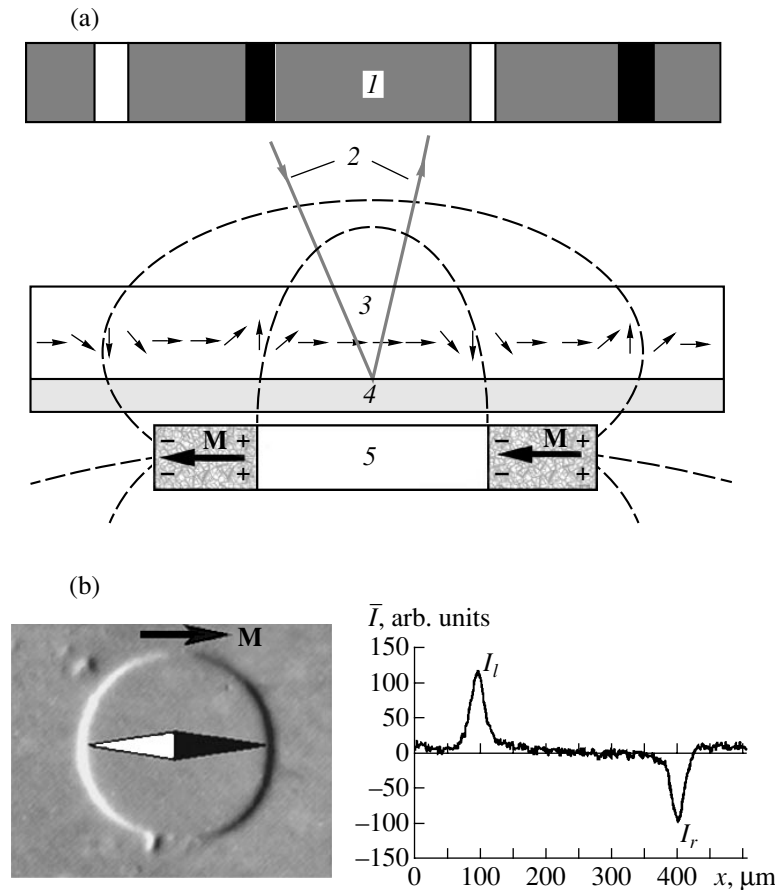 (a)
1
2
3
4
– M + – M +
5
– + – +
(b)
M
Ī, arb. units
150
100
50
0
–50
–100
–150
I_l
I_r
0 100 200 300 400 x, μm